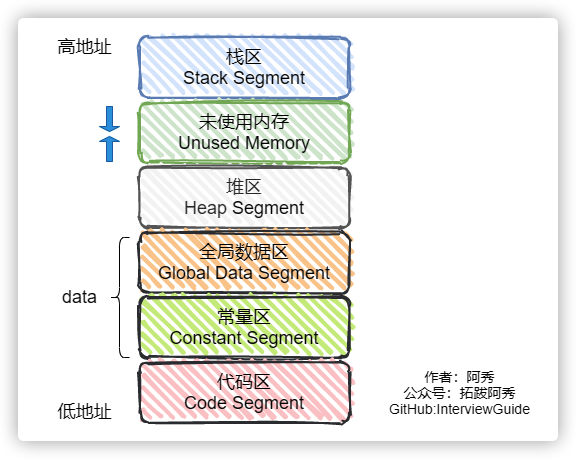 高地址
栈区
Stack Segment
未使用内存
Unused Memory
堆区
Heap Segment
全局数据区
Global Data Segment
data
常量区
Constant Segment
代码区
Code Segment
低地址
作者：阿秀
公众号：拓跋阿秀
GitHub:InterviewGuide